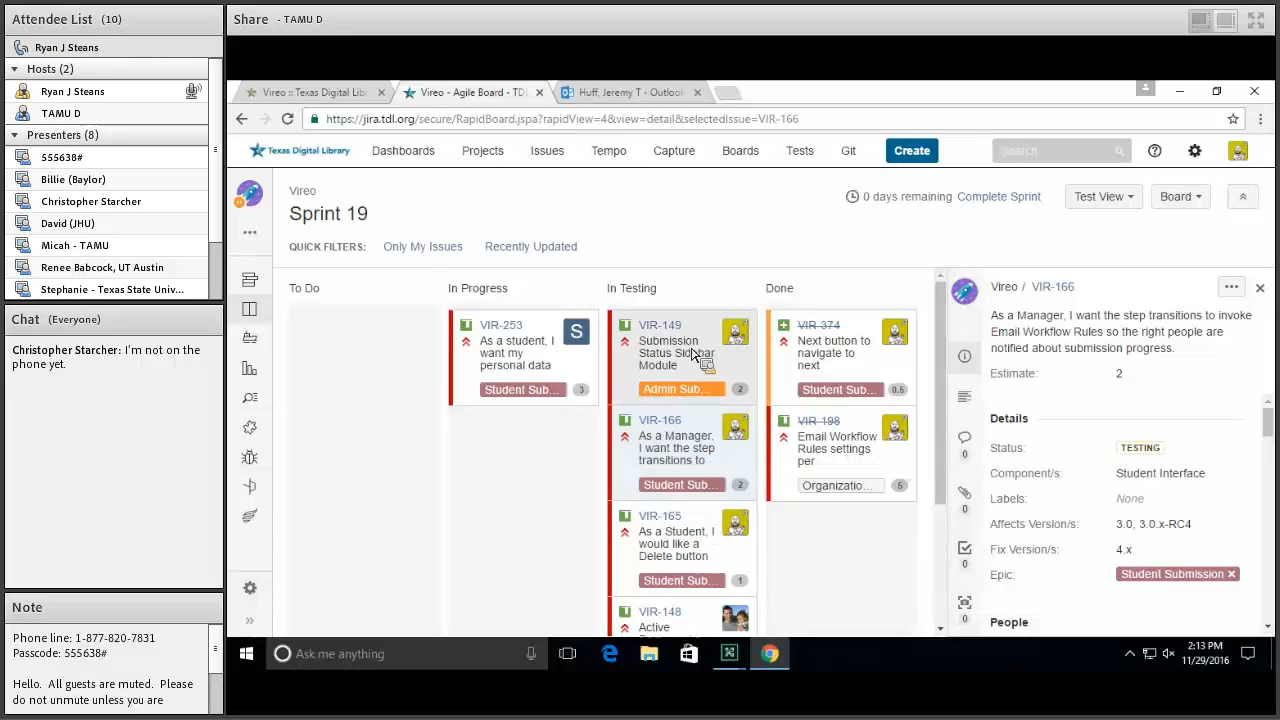 Attendee List (10)
Ryan J Steans
Hosts (2)
Ryan J Steans
TAMU D
Presenters (8)
555638#
Billie (Baylor)
Christopher Starcher
David (JHU)
Micah - TAMU
Renee Babcock, UT Austin
Stephanie - Texas State Univ...
Chat (Everyone)
Christopher Starcher: I'm not on the
phone yet.
Note
Phone line: 1-877-820-7831
Passcode: 555638#
Hello. All guests are muted. Please
do not unmute unless you are
Share - TAMU D
Vireo :: Texas Digital Lib
Vireo - Agile Board - TDL
Huff, Jeremy T - Outlook
https://jira.tdl.org/secure/RapidBoard.jspa?rapidView=4&view=detail&selectedIssue=VIR-166
Texas Digital Library
Dashboards
Projects
Issues
Tempo
Capture
Boards
Tests
Git
Create
Search
Vireo
Sprint 19
0 days remaining
Complete Sprint
Test View
Board
QUICK FILTERS:
Only My Issues
Recently Updated
To Do
In Progress
VIR-253
As a student, I
want my
personal data
Student Sub...
3
In Testing
VIR-149
Submission
Status Sidebar
Module
Admin Sub...
2
VIR-166
As a Manager,
I want the step
transitions to
Student Sub...
2
VIR-165
As a Student, I
would like a
Delete button
Student Sub...
1
VIR-148
Active
Done
VIR-374
Next button to
navigate to
next
Student Sub...
0.5
VIR-198
Email Workflow
Rules settings
per
Organizatio...
5
Vireo / VIR-166
As a Manager, I want the step transitions to invoke
Email Workflow Rules so the right people are
notified about submission progress.
Estimate: 2
Details
Status: TESTING
Component/s: Student Interface
Labels: None
Affects Version/s: 3.0, 3.0.x-RC4
Fix Version/s: 4.x
Epic: Student Submission
People
0
0
0
0
Ask me anything
2:13 PM
11/29/2016